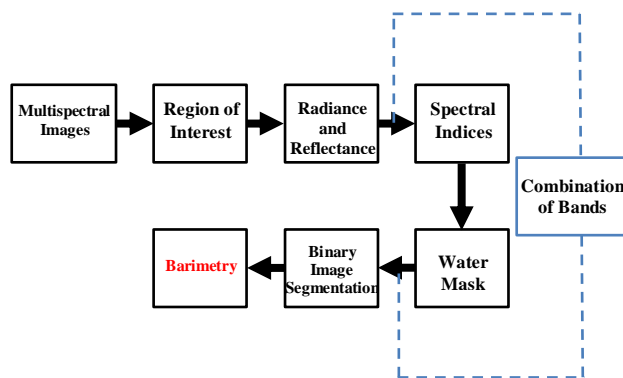 Multispectral
Images
Region of
Interest
Radiance
and
Reflectance
Spectral
Indices
Combination
of Bands
Water
Mask
Binary
Image
Segmentation
Barimetry